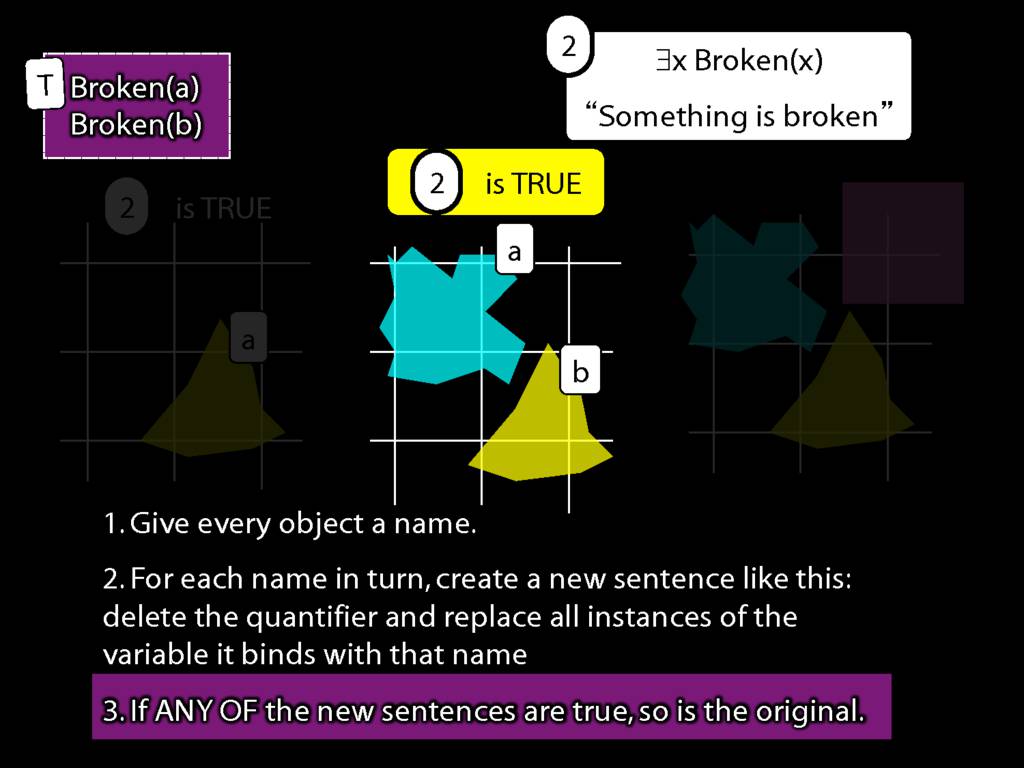 2
∃x Broken(x)
“Something is broken”
T
Broken(a)
Broken(b)
2 is TRUE
2 is TRUE
a
a
b
1. Give every object a name.
2. For each name in turn, create a new sentence like this:
delete the quantifier and replace all instances of the
variable it binds with that name
3. If ANY OF the new sentences are true, so is the original.